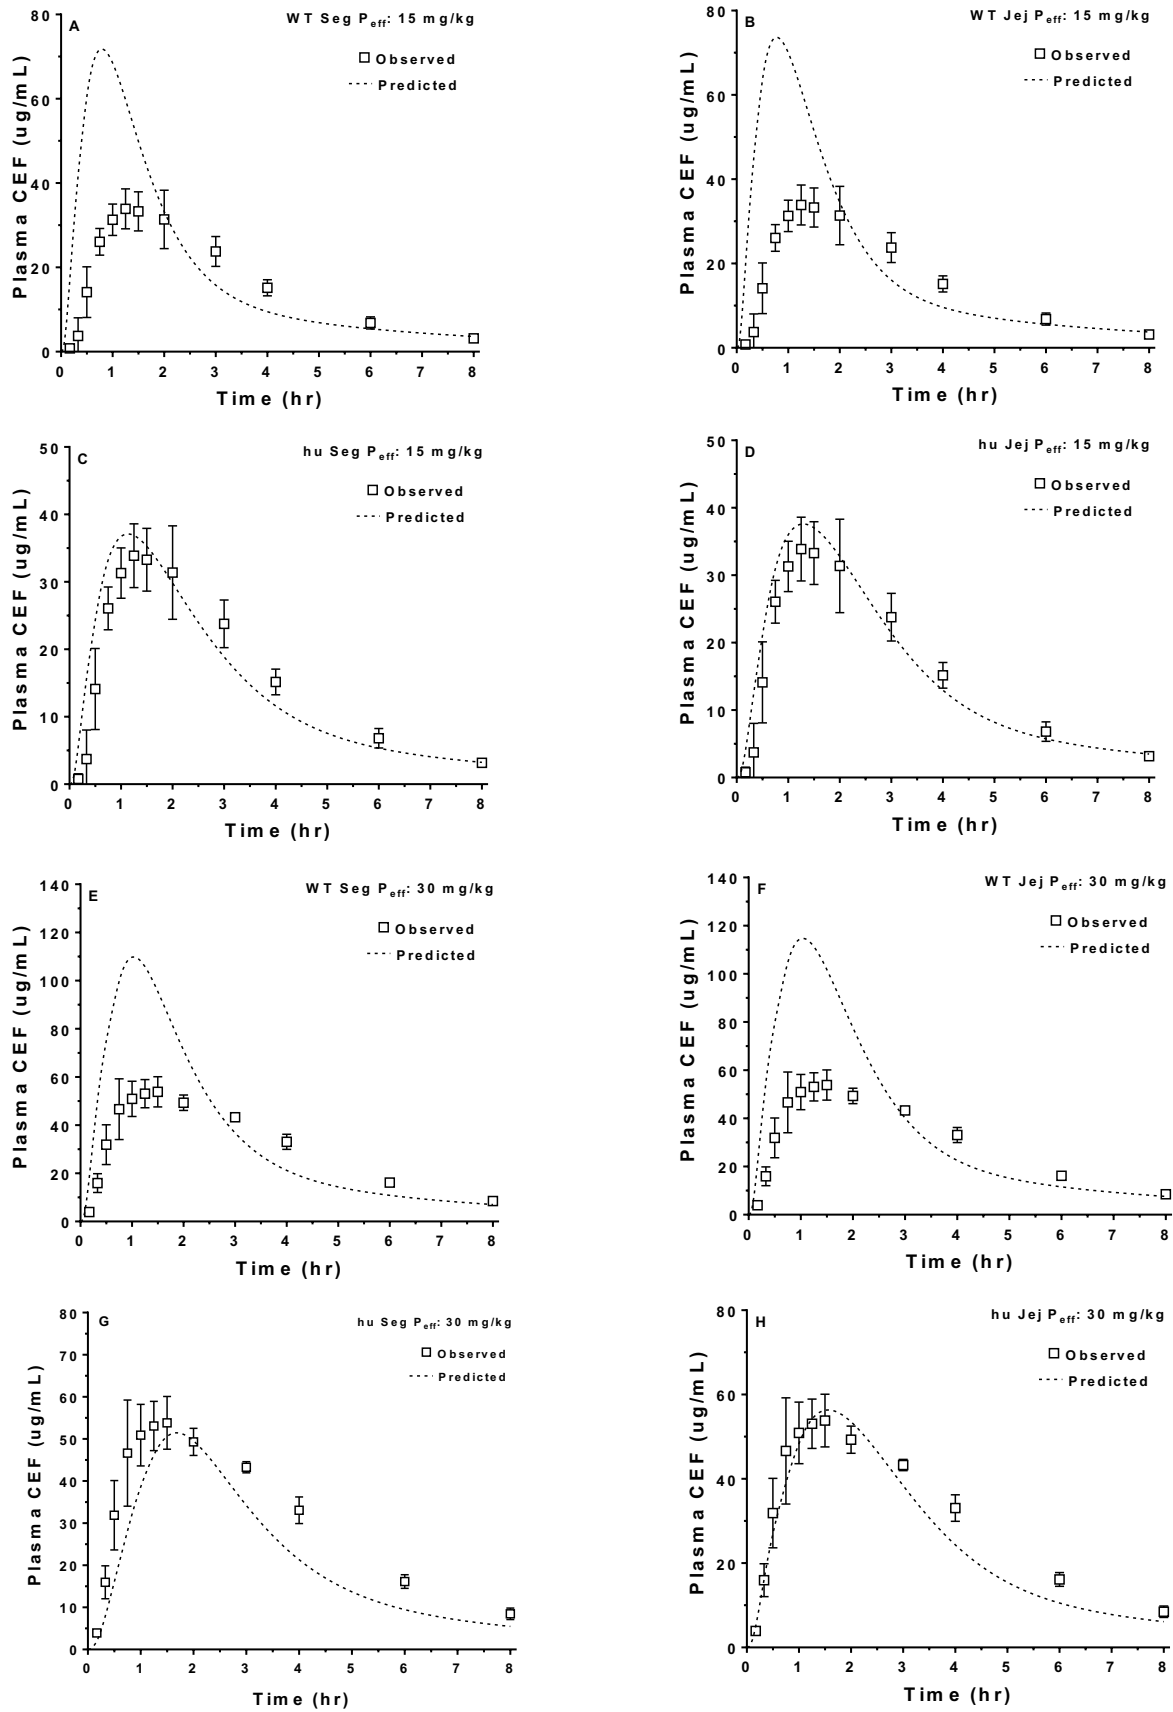 A
WT Seg Peff: 15 mg/kg
Observed
Predicted
Plasma CEF (ug/mL)
80
60
40
20
0
0 1 2 3 4 5 6 7 8
Time (hr)
B
WT Jej Peff: 15 mg/kg
Observed
Predicted
Plasma CEF (ug/mL)
80
60
40
20
0
0 1 2 3 4 5 6 7 8
Time (hr)
C
hu Seg Peff: 15 mg/kg
Observed
Predicted
Plasma CEF (ug/mL)
50
40
30
20
10
0
0 1 2 3 4 5 6 7 8
Time (hr)
D
hu Jej Peff: 15 mg/kg
Observed
Predicted
Plasma CEF (ug/mL)
50
40
30
20
10
0
0 1 2 3 4 5 6 7 8
Time (hr)
E
WT Seg Peff: 30 mg/kg
Observed
Predicted
Plasma CEF (ug/mL)
140
120
100
80
60
40
20
0
0 1 2 3 4 5 6 7 8
Time (hr)
F
WT Jej Peff: 30 mg/kg
Observed
Predicted
Plasma CEF (ug/mL)
140
120
100
80
60
40
20
0
0 1 2 3 4 5 6 7 8
Time (hr)
G
hu Seg Peff: 30 mg/kg
Observed
Predicted
Plasma CEF (ug/mL)
80
70
60
50
40
30
20
10
0
0 1 2 3 4 5 6 7 8
Time (hr)
H
hu Jej Peff: 30 mg/kg
Observed
Predicted
Plasma CEF (ug/mL)
80
60
40
20
0
0 1 2 3 4 5 6 7 8
Time (hr)